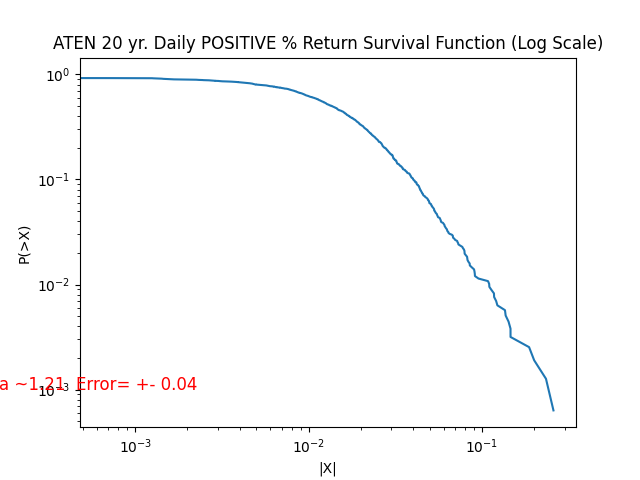 ATEN 20 yr. Daily POSITIVE % Return Survival Function (Log Scale)
10⁰
10⁻¹
10⁻²
10⁻³
P(>X)
a ~1.21 Error= +- 0.04
10⁻³ 10⁻² 10⁻¹
|X|